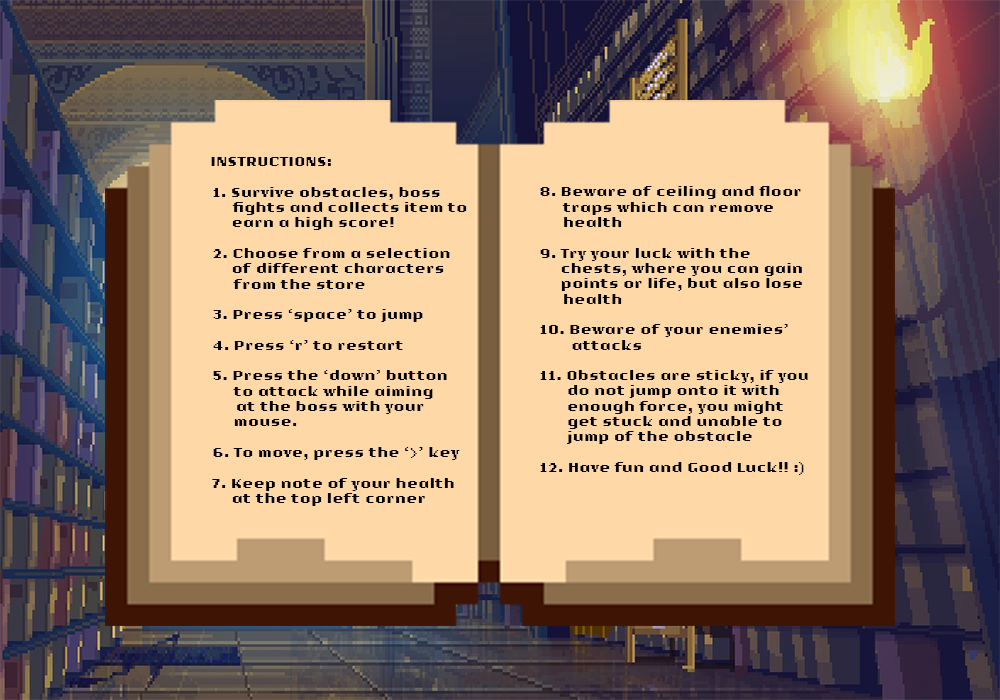 INSTRUCTIONS:
1. Survive obstacles, boss
fights and collects item to
earn a high score!
2. Choose from a selection
of different characters
from the store
3. Press ‘space’ to jump
4. Press ‘r’ to restart
5. Press the ‘down’ button
to attack while aiming
at the boss with your
mouse.
6. To move, press the ‘>’ key
7. Keep note of your health
at the top left corner
8. Beware of ceiling and floor
traps which can remove
health
9. Try your luck with the
chests, where you can gain
points or life, but also lose
health
10. Beware of your enemies’
attacks
11. Obstacles are sticky, if you
do not jump onto it with
enough force, you might
get stuck and unable to
jump of the obstacle
12. Have fun and Good Luck!! :)